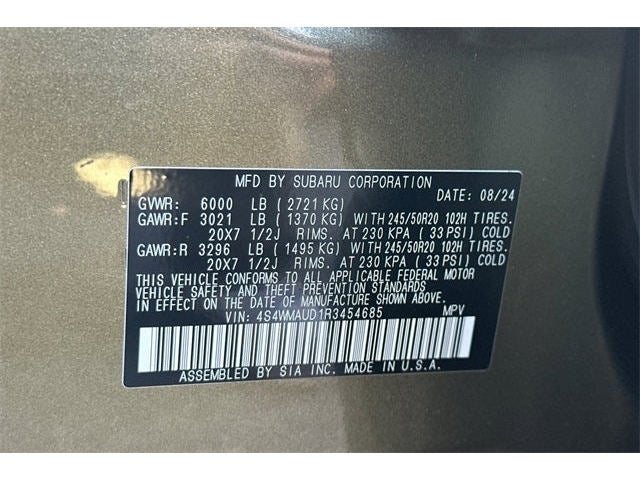 MFD BY SUBARU CORPORATION
GVWR: 6000 LB ( 2721 KG) DATE: 08/24
GAWR:F 3021 LB ( 1370 KG) WITH 245/50R20 102H TIRES.
20X7 1/2J RIMS. AT 230 KPA ( 33 PSI) COLD
GAWR:R 3296 LB ( 1495 KG) WITH 245/50R20 102H TIRES.
20X7 1/2J RIMS. AT 230 KPA ( 33 PSI) COLD
THIS VEHICLE CONFORMS TO ALL APPLICABLE FEDERAL MOTOR
VEHICLE SAFETY AND THEFT PREVENTION STANDARDS
IN EFFECT ON THE DATE OF MANUFACTURE SHOWN ABOVE.
VIN: 4S4WMAUD1R3454685 MPV
ASSEMBLED BY SIA INC. MADE IN U.S.A.